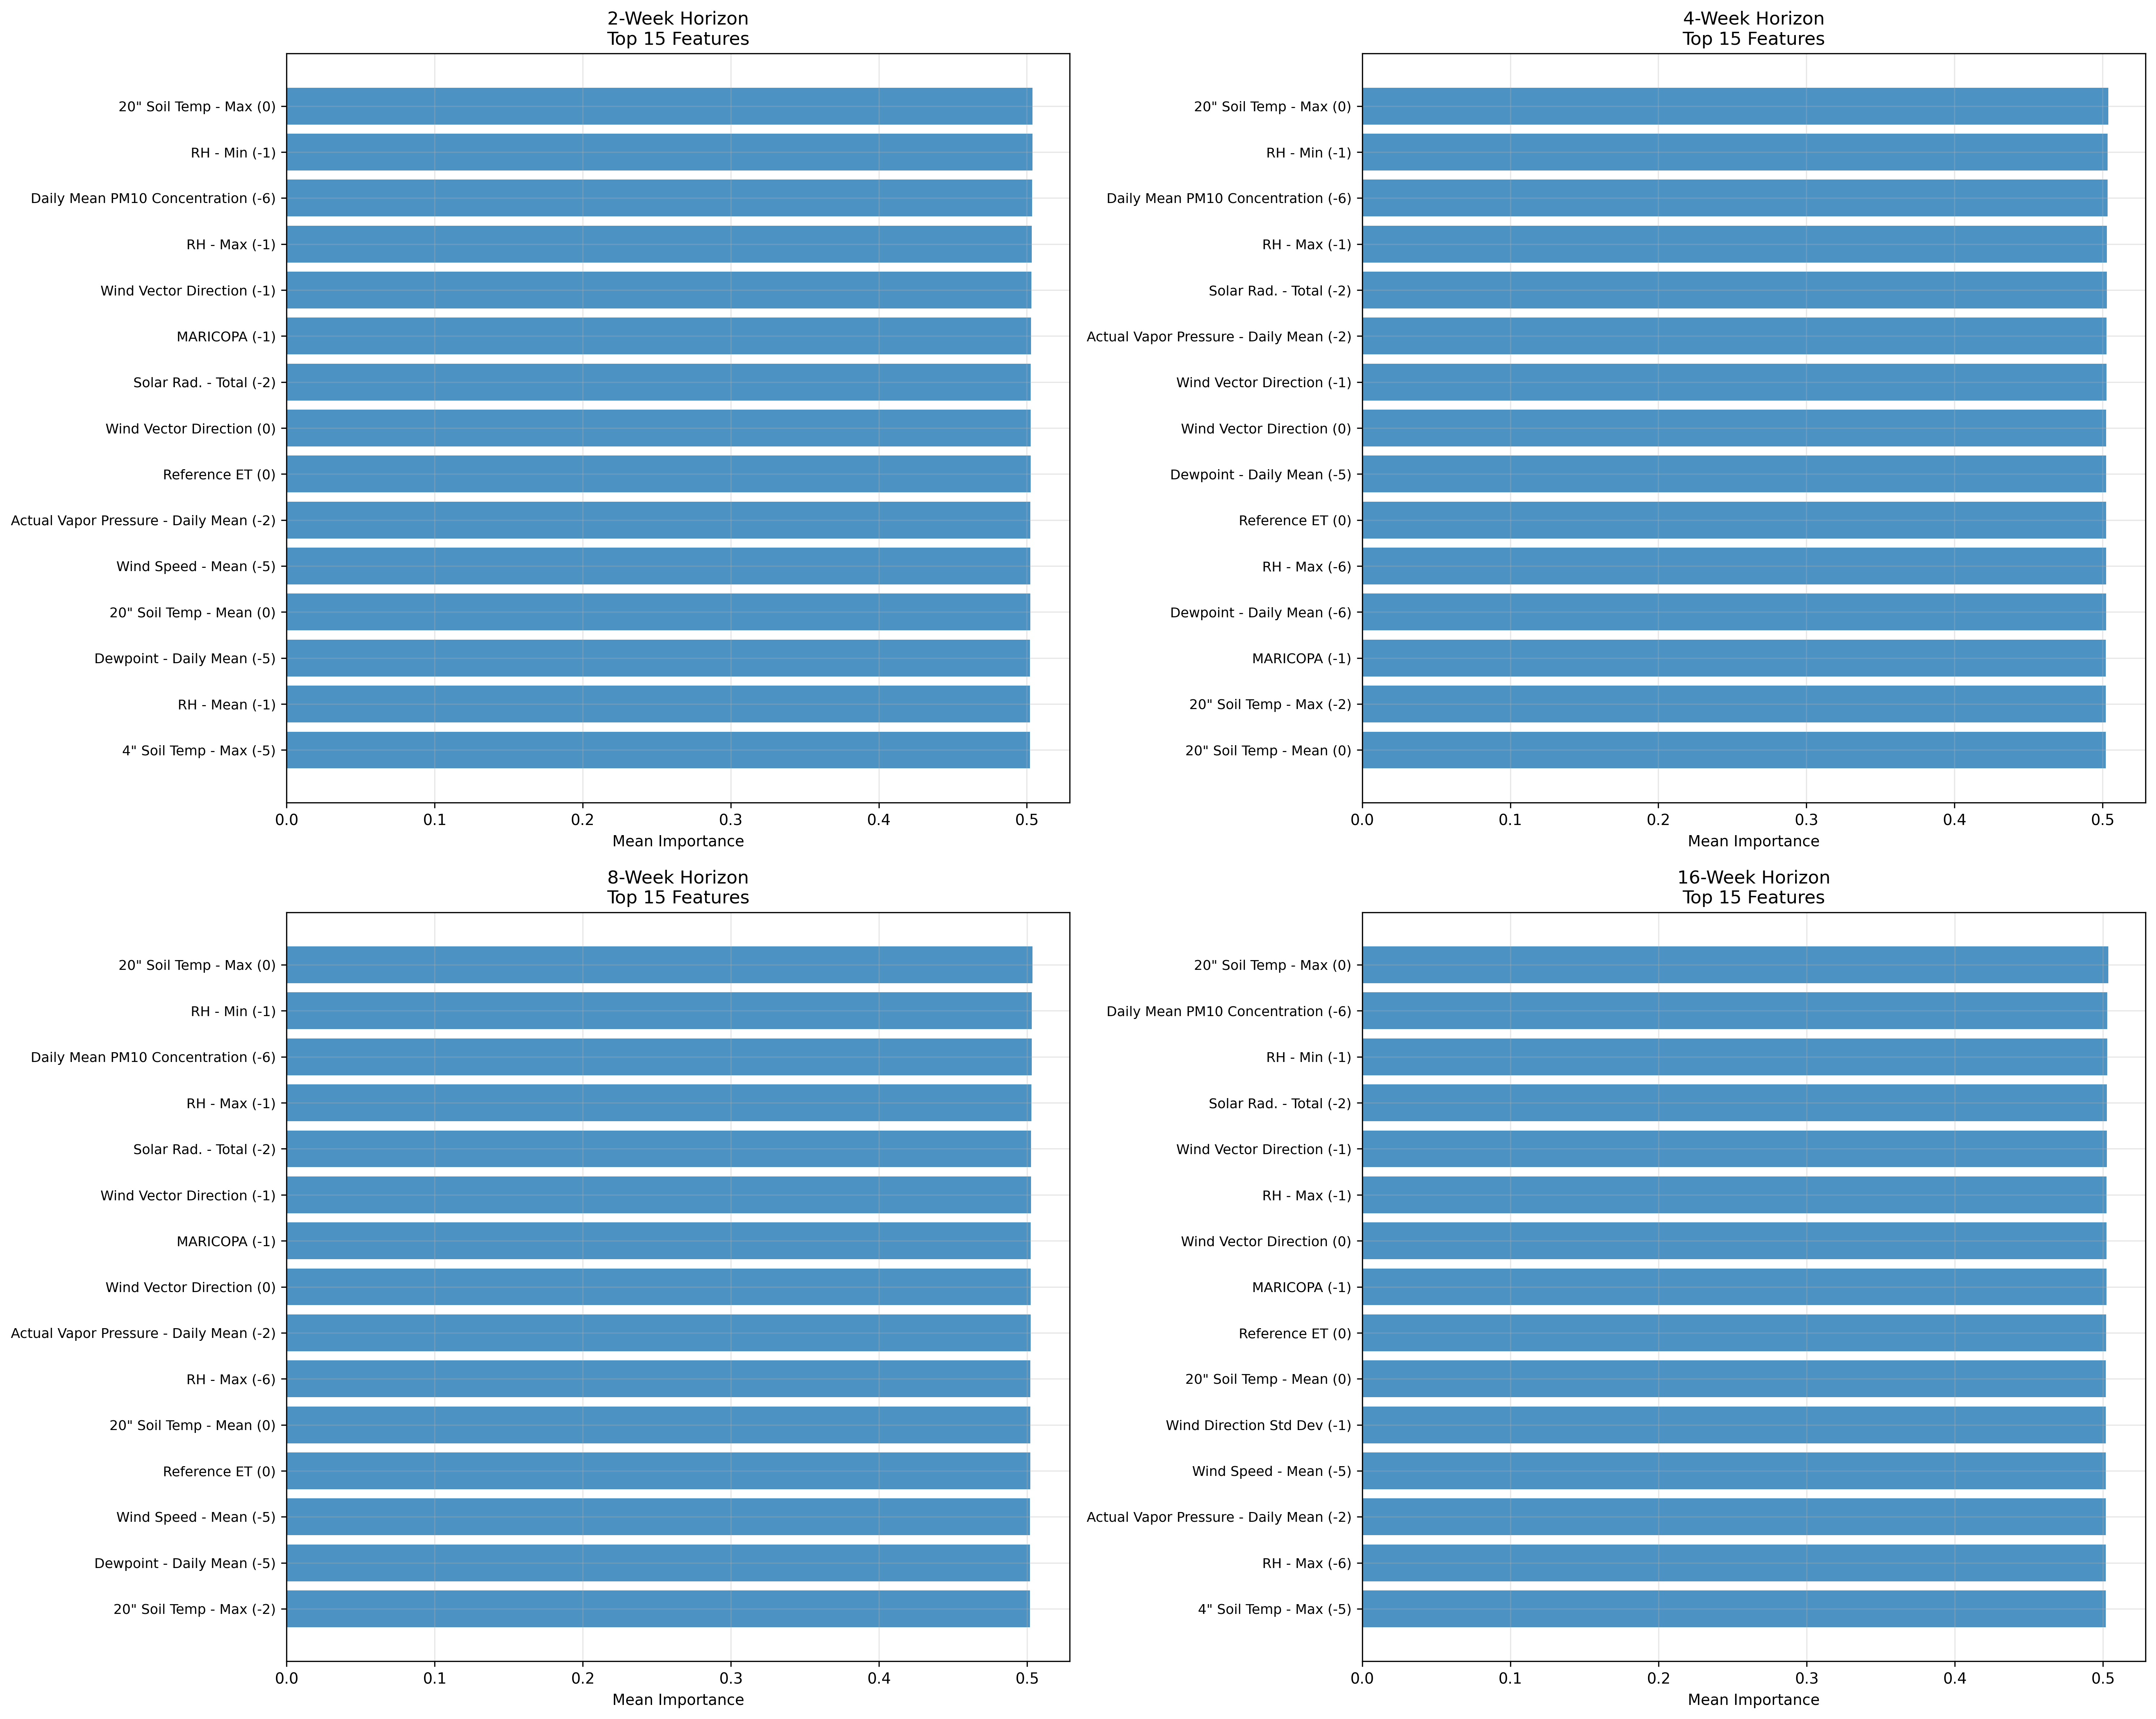 2-Week Horizon
Top 15 Features
20" Soil Temp - Max (0)
RH - Min (-1)
Daily Mean PM10 Concentration (-6)
RH - Max (-1)
Wind Vector Direction (-1)
MARICOPA (-1)
Solar Rad. - Total (-2)
Wind Vector Direction (0)
Reference ET (0)
Actual Vapor Pressure - Daily Mean (-2)
Wind Speed - Mean (-5)
20" Soil Temp - Mean (0)
Dewpoint - Daily Mean (-5)
RH - Mean (-1)
4" Soil Temp - Max (-5)
0.0 0.1 0.2 0.3 0.4 0.5
Mean Importance
4-Week Horizon
Top 15 Features
20" Soil Temp - Max (0)
RH - Min (-1)
Daily Mean PM10 Concentration (-6)
RH - Max (-1)
Solar Rad. - Total (-2)
Actual Vapor Pressure - Daily Mean (-2)
Wind Vector Direction (-1)
Wind Vector Direction (0)
Dewpoint - Daily Mean (-5)
Reference ET (0)
RH - Max (-6)
Dewpoint - Daily Mean (-6)
MARICOPA (-1)
20" Soil Temp - Max (-2)
20" Soil Temp - Mean (0)
0.0 0.1 0.2 0.3 0.4 0.5
Mean Importance
8-Week Horizon
Top 15 Features
20" Soil Temp - Max (0)
RH - Min (-1)
Daily Mean PM10 Concentration (-6)
RH - Max (-1)
Solar Rad. - Total (-2)
Wind Vector Direction (-1)
MARICOPA (-1)
Wind Vector Direction (0)
Actual Vapor Pressure - Daily Mean (-2)
RH - Max (-6)
20" Soil Temp - Mean (0)
Reference ET (0)
Wind Speed - Mean (-5)
Dewpoint - Daily Mean (-5)
20" Soil Temp - Max (-2)
0.0 0.1 0.2 0.3 0.4 0.5
Mean Importance
16-Week Horizon
Top 15 Features
20" Soil Temp - Max (0)
Daily Mean PM10 Concentration (-6)
RH - Min (-1)
Solar Rad. - Total (-2)
Wind Vector Direction (-1)
RH - Max (-1)
Wind Vector Direction (0)
MARICOPA (-1)
Reference ET (0)
20" Soil Temp - Mean (0)
Wind Direction Std Dev (-1)
Wind Speed - Mean (-5)
Actual Vapor Pressure - Daily Mean (-2)
RH - Max (-6)
4" Soil Temp - Max (-5)
0.0 0.1 0.2 0.3 0.4 0.5
Mean Importance